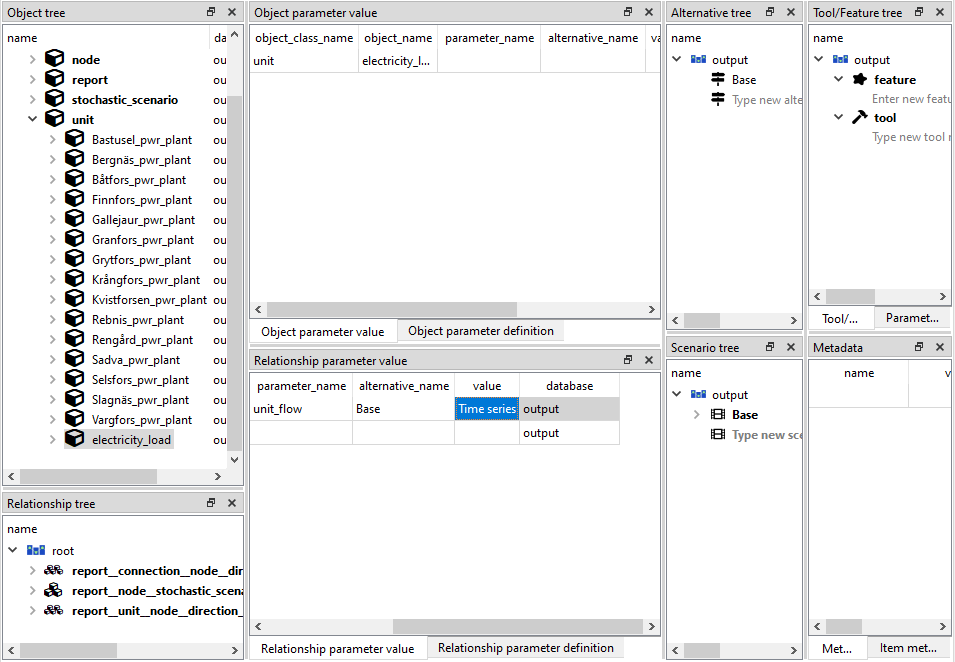 Object tree
name da
node ou
report ou
stochastic_scenario ou
unit ou
Bastusel_pwr_plant ou
Bergnäs_pwr_plant ou
Båtfors_pwr_plant ou
Finnfors_pwr_plant ou
Gallejaur_pwr_plant ou
Granfors_pwr_plant ou
Grytfors_pwr_plant ou
Krångfors_pwr_plant ou
Kvistforsen_pwr_plant ou
Rebnis_pwr_plant ou
Rengård_pwr_plant ou
Sadva_pwr_plant ou
Selsfors_pwr_plant ou
Slagnäs_pwr_plant ou
Vargfors_pwr_plant ou
electricity_load ou
Relationship tree
name
root
report__connection__node__dir
report__node__stochastic_scena
report__unit__node__direction_
Object parameter value
object_class_name object_name parameter_name alternative_name va
unit electricity_l...
Object parameter value Object parameter definition
Relationship parameter value
parameter_name alternative_name value database
unit_flow Base Time series output
output
Relationship parameter value Relationship parameter definition
Alternative tree
name
output
Base
Type new alte
Scenario tree
name
output
Base
Type new sce
Tool/Feature tree
name
output
feature
Enter new featu
tool
Type new tool n
Tool/... Paramet...
Metadata
name v
Met... Item met...